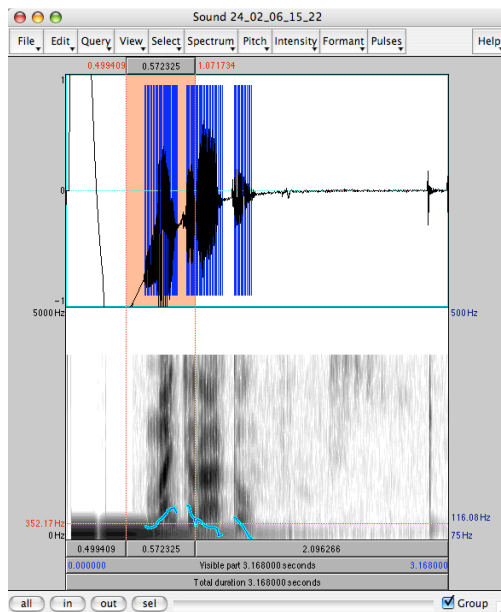 Sound 24_02_06_15_22
File Edit Query View Select Spectrum Pitch Intensity Formant Pulses Help
0.499409 0.572325 1.071734
1
0
-1
5000 Hz 500 Hz
352.17 Hz 116.08 Hz
0 Hz 75 Hz
0.499409 0.572325 2.096266
0.000000 Visible part 3.168000 seconds 3.168000
Total duration 3.168000 seconds
all in out sel Group